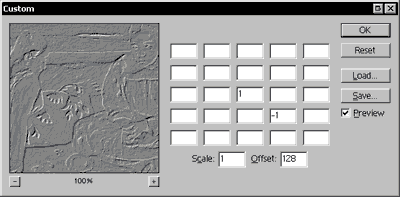 Custom
OK
Reset
1
Load...
-1
Save...
Preview
Scale: 1 Offset: 128
- 100% +